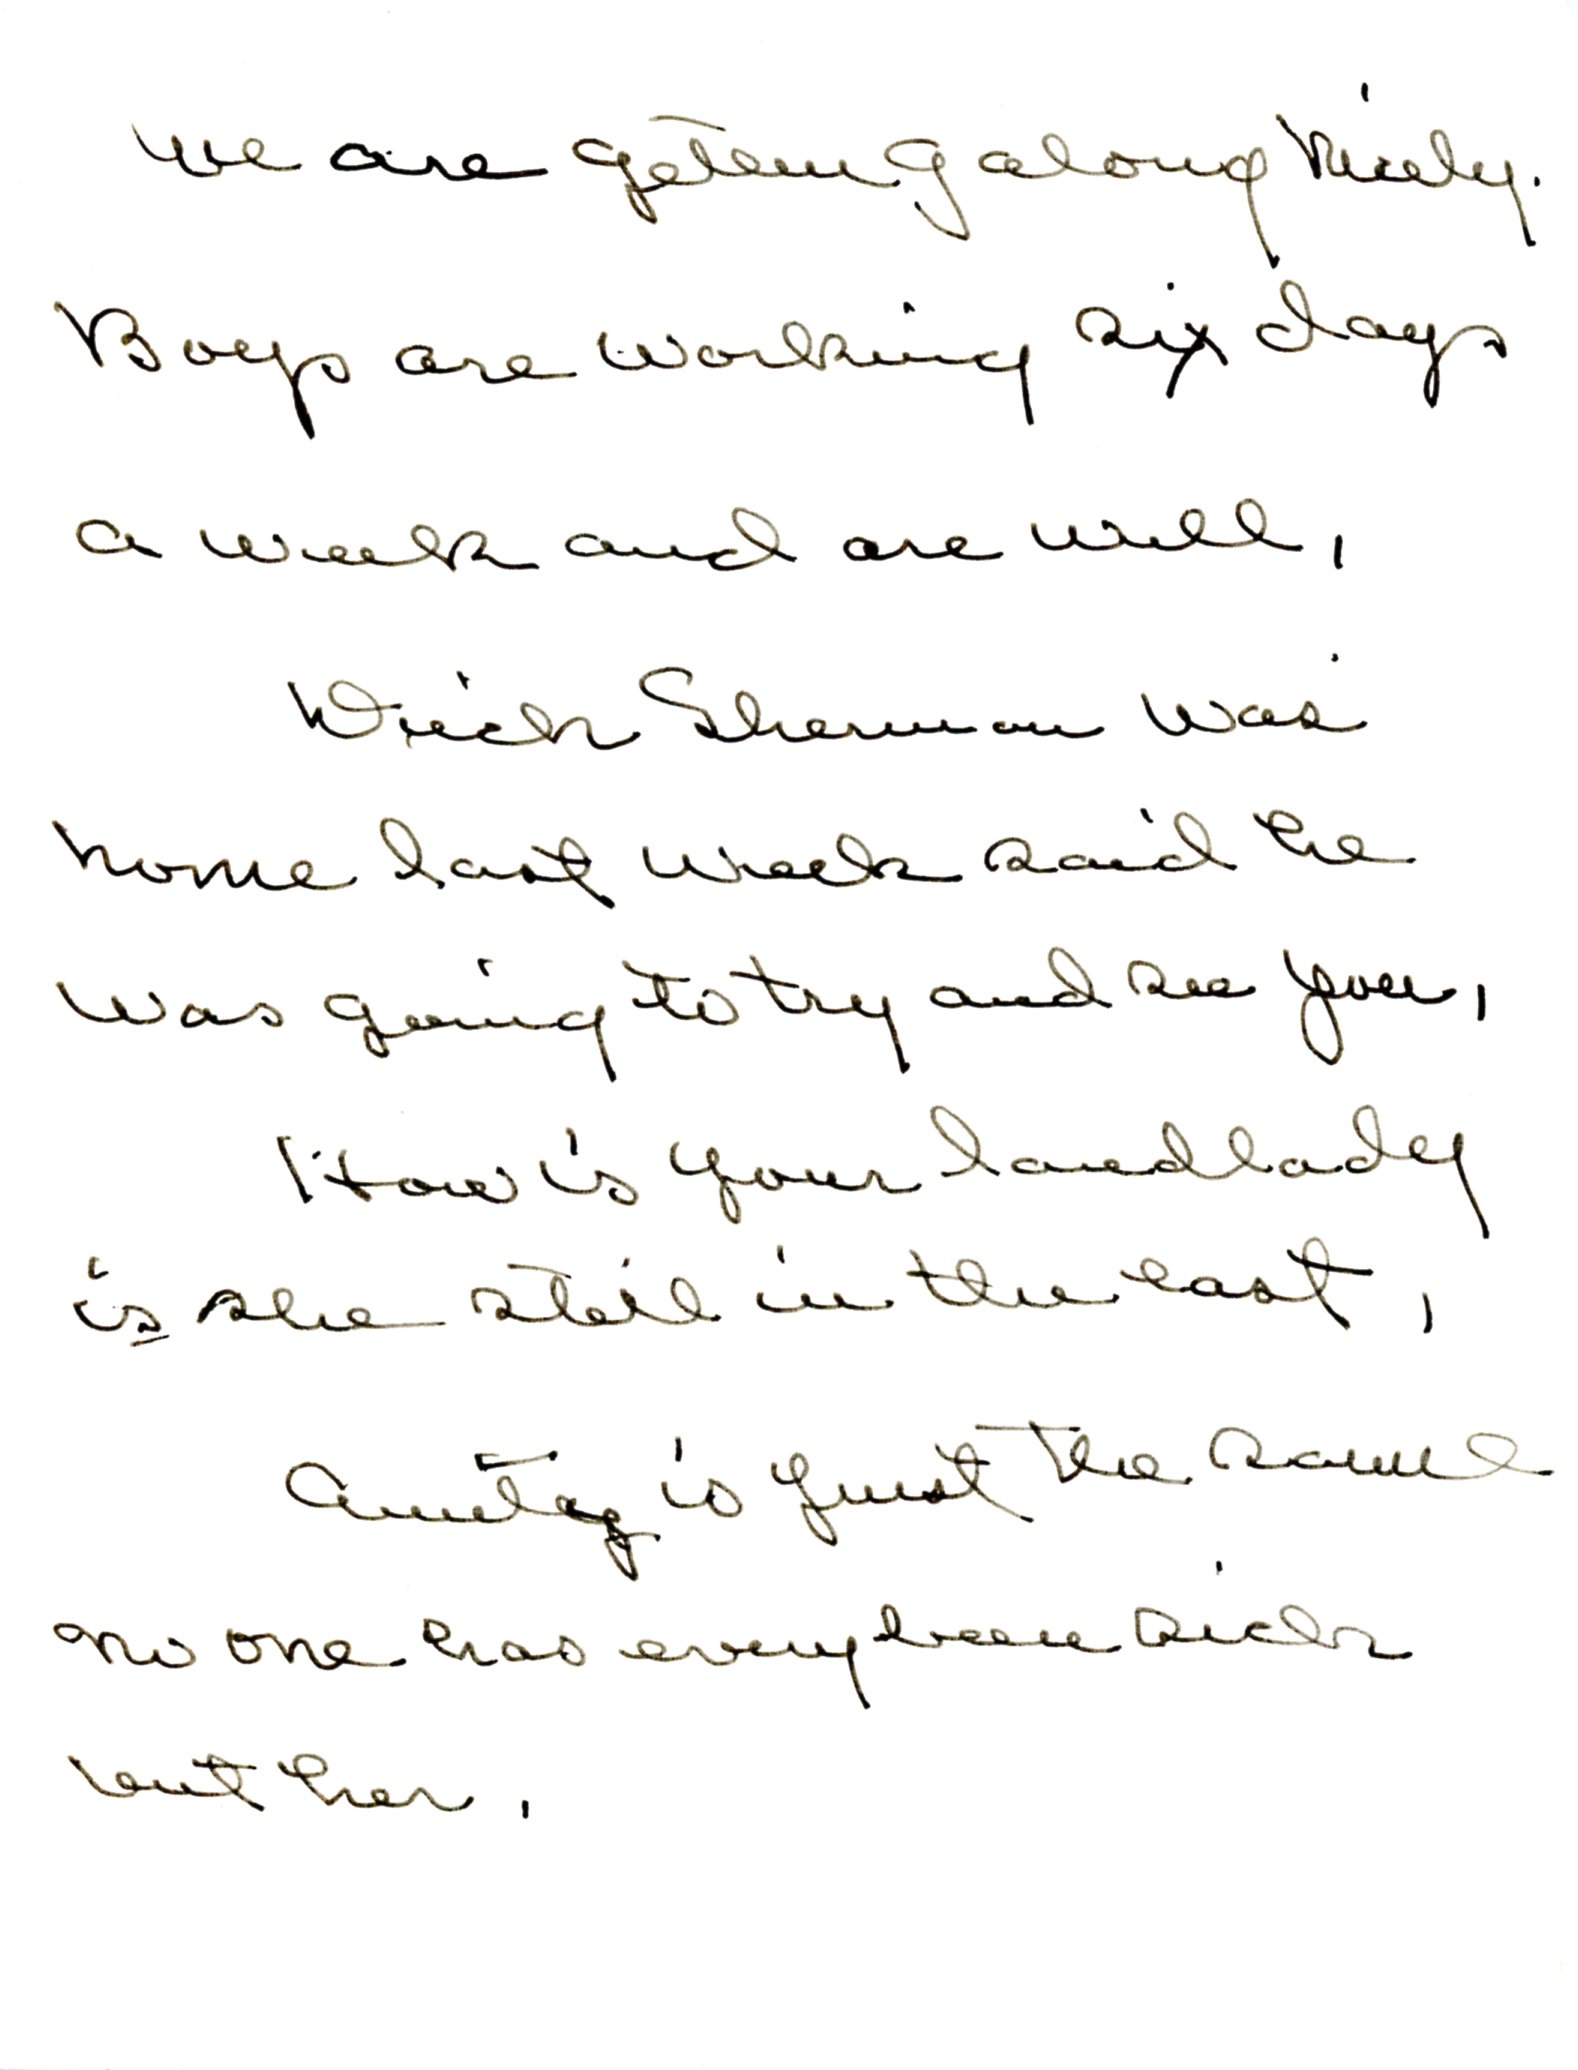 we are geteing along nicely.
Boys are working six days
a week and are well,
Dick Sherman was
home last week said he
was going to try and see you,
How is your landlady
is she still in the east,
Aunty is just the same
no one has every been sick
but her.